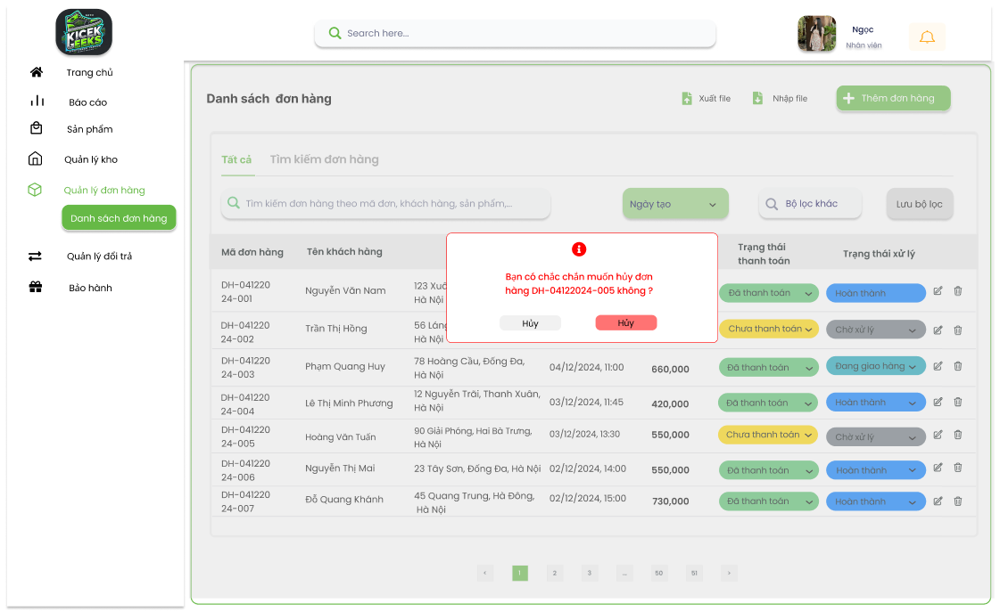 KICEK
SEEKS
Search here...
Ngọc
Nhân viên
Trang chủ
Báo cáo
Sản phẩm
Quản lý kho
Quản lý đơn hàng
Danh sách đơn hàng
Quản lý đổi trả
Bảo hành
Danh sách đơn hàng
Xuất file
Nhập file
Thêm đơn hàng
Tất cả
Tìm kiếm đơn hàng
Tìm kiếm đơn hàng theo mã đơn, khách hàng, sản phẩm,...
Ngày tạo
Bộ lọc khác
Lưu bộ lọc
Mã đơn hàng
Tên khách hàng
Trạng thái
thanh toán
Trạng thái xử lý
Bạn có chắc chắn muốn hủy đơn
hàng DH-04122024-005 không ?
Hủy
Hủy
DH-041220
24-001
Nguyễn Văn Nam
123 Xuâ
Hà Nội
Đã thanh toán
Hoàn thành
DH-041220
24-002
Trần Thị Hồng
56 Láng
Hà Nội
Chưa thanh toán
Chờ xử lý
DH-041220
24-003
Phạm Quang Huy
78 Hoàng Cầu, Đống Đa,
Hà Nội
04/12/2024, 11:00
660,000
Đã thanh toán
Đang giao hàng
DH-041220
24-004
Lê Thị Minh Phương
12 Nguyễn Trãi, Thanh Xuân,
Hà Nội
03/12/2024, 11:45
420,000
Đã thanh toán
Hoàn thành
DH-041220
24-005
Hoàng Văn Tuấn
90 Giải Phóng, Hai Bà Trưng,
Hà Nội
03/12/2024, 13:30
550,000
Chưa thanh toán
Chờ xử lý
DH-041220
24-006
Nguyễn Thị Mai
23 Tây Sơn, Đống Đa, Hà Nội
02/12/2024, 14:00
550,000
Đã thanh toán
Hoàn thành
DH-041220
24-007
Đỗ Quang Khánh
45 Quang Trung, Hà Đông,
Hà Nội
02/12/2024, 15:00
730,000
Đã thanh toán
Hoàn thành
< 1 2 3 ... 50 51 >